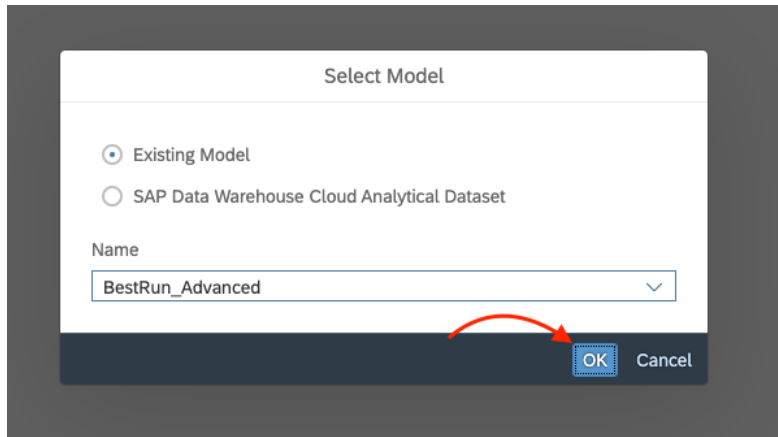 Select Model
Existing Model
SAP Data Warehouse Cloud Analytical Dataset
Name
BestRun_Advanced
OK Cancel